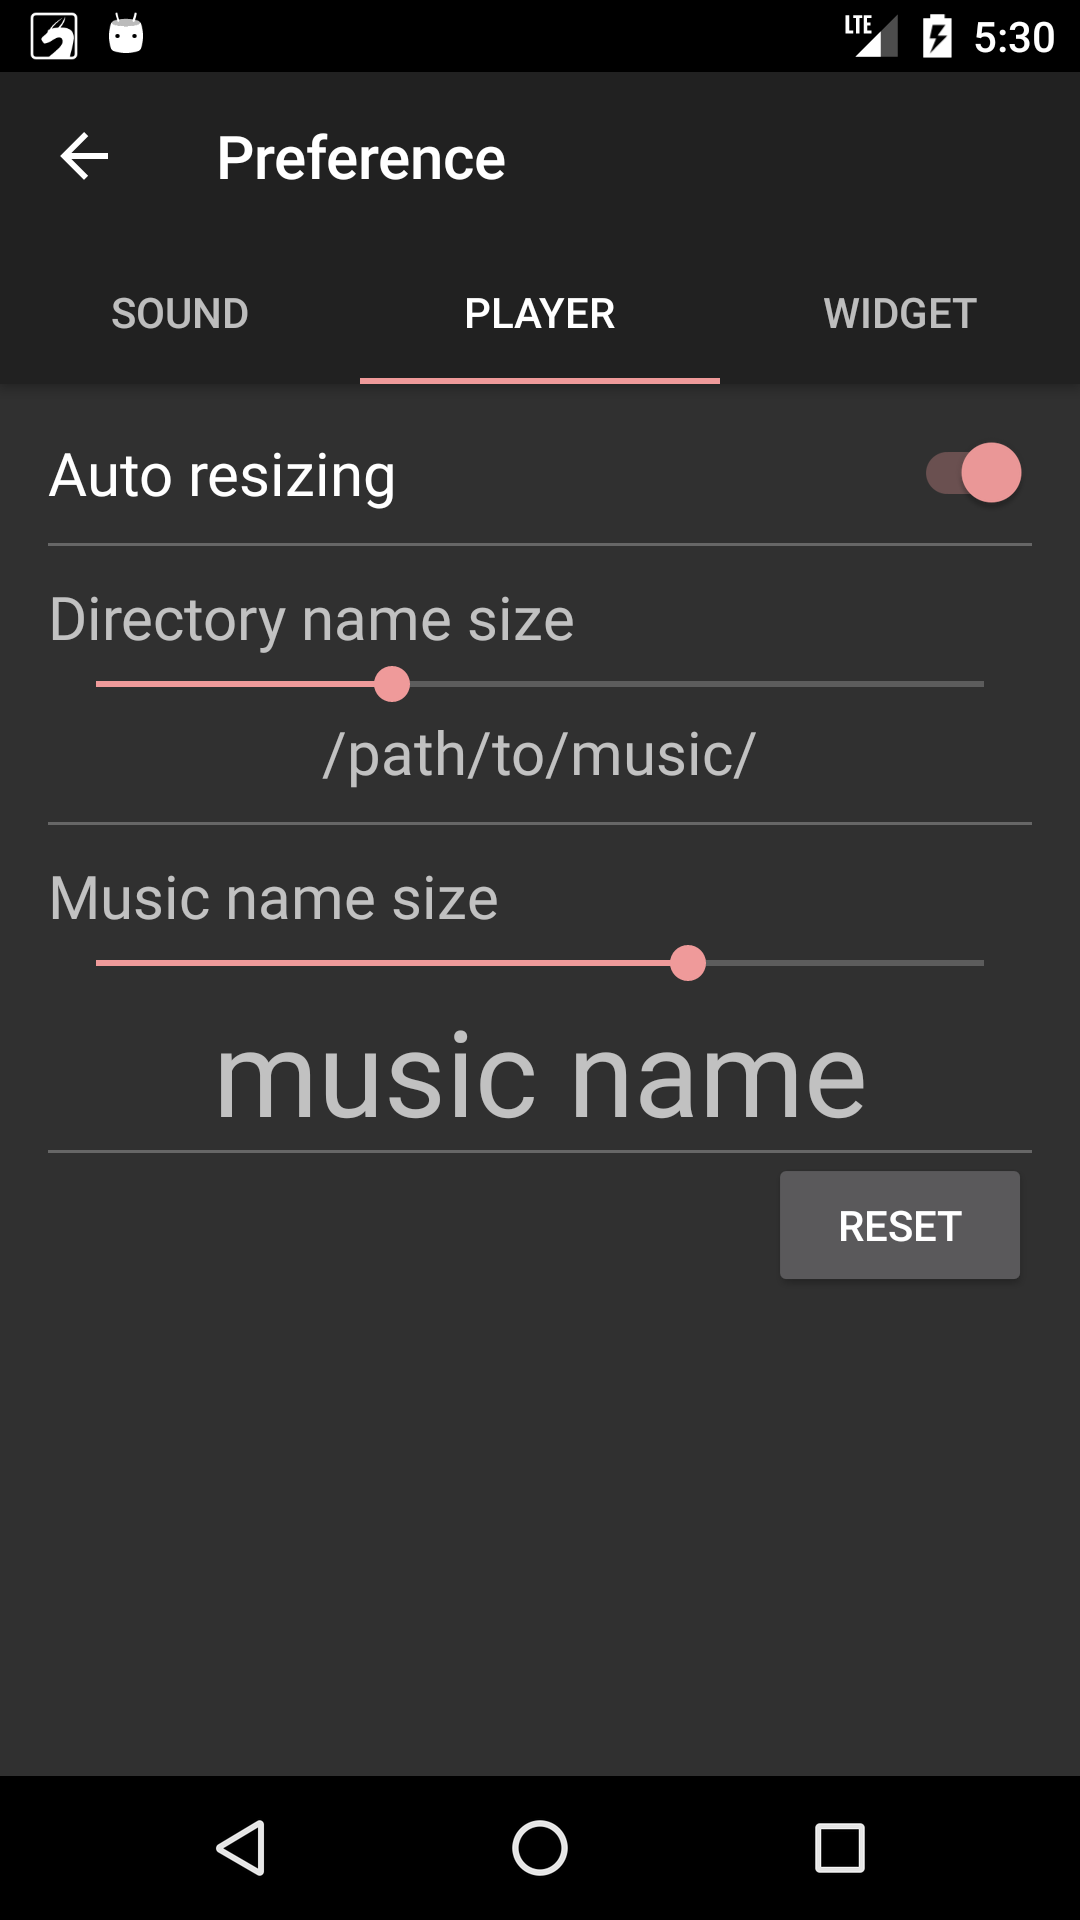 LTE 5:30
Preference
SOUND PLAYER WIDGET
Auto resizing
Directory name size
/path/to/music/
Music name size
music name
RESET